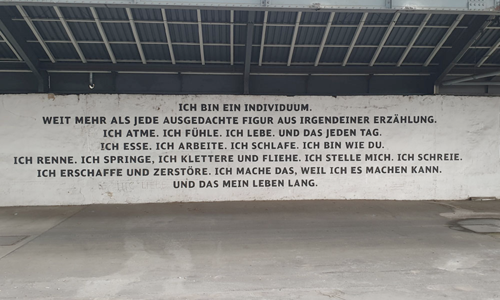 ICH BIN EIN INDIVIDUUM.
WEIT MEHR ALS JEDE AUSGEDACHTE FIGUR AUS IRGENDEINER ERZÄHLUNG.
ICH ATME. ICH FÜHLE. ICH LEBE. UND DAS JEDEN TAG.
ICH ESSE. ICH ARBEITE. ICH SCHLAFE. ICH BIN WIE DU.
ICH RENNE. ICH SPRINGE, ICH KLETTERE UND FLIEHE. ICH STELLE MICH. ICH SCHREIE.
ICH ERSCHAFFE UND ZERSTÖRE. ICH MACHE DAS, WEIL ICH ES MACHEN KANN.
UND DAS MEIN LEBEN LANG.